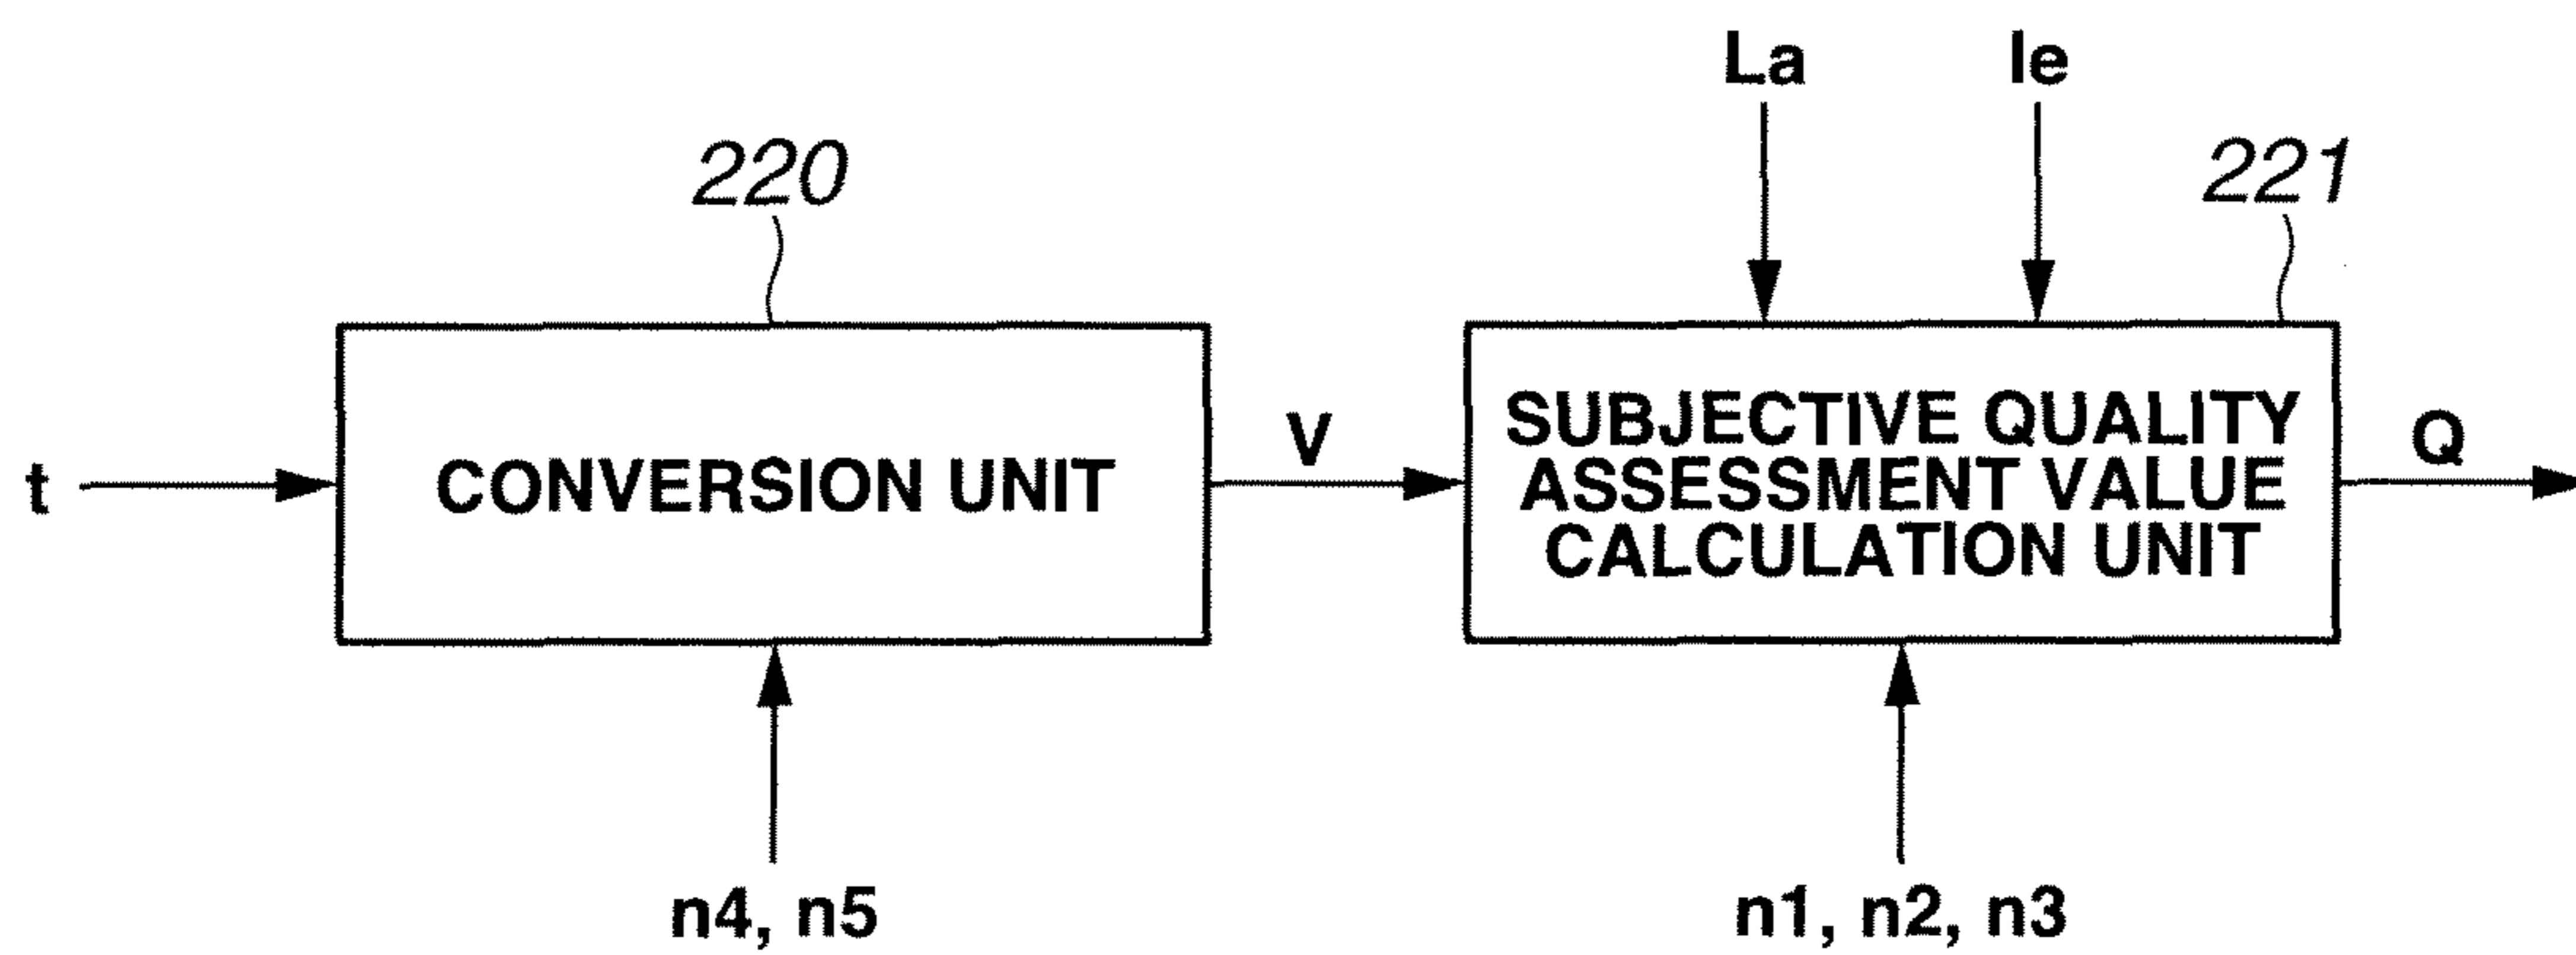 La
Ie
220
221
t
CONVERSION UNIT
V
SUBJECTIVE QUALITY
ASSESSMENT VALUE
CALCULATION UNIT
Q
n4, n5
n1, n2, n3